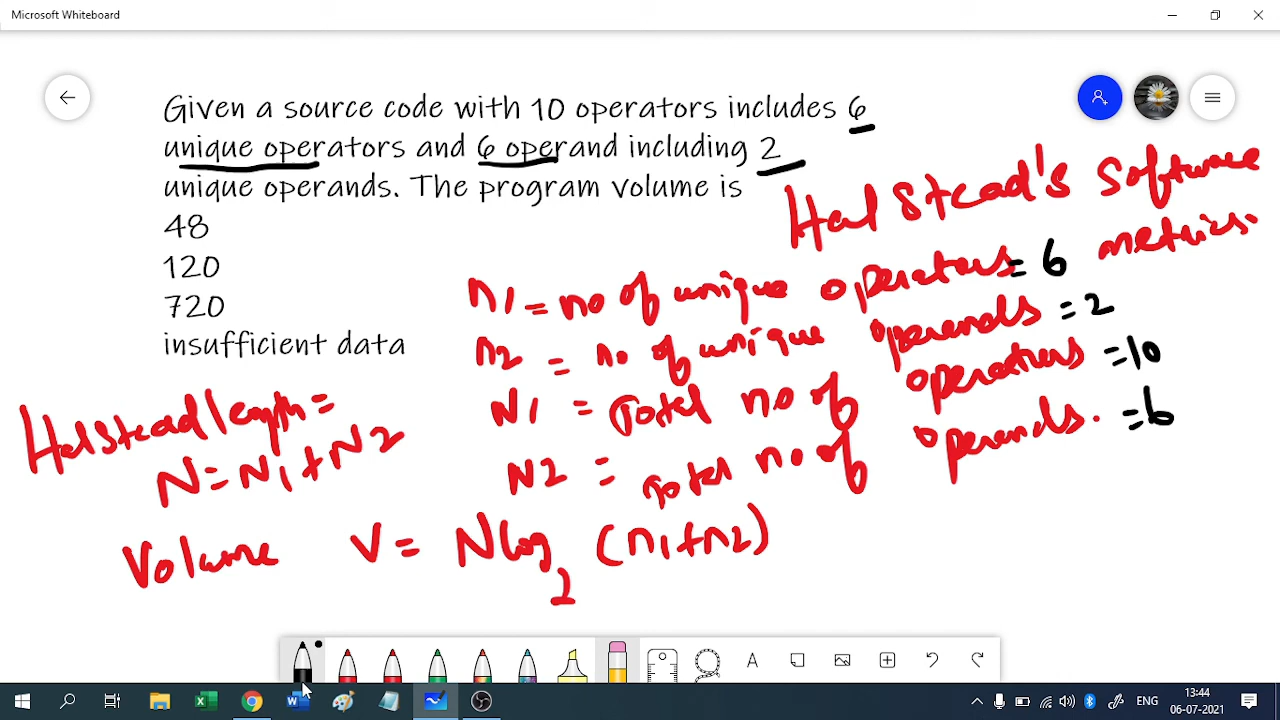 Microsoft Whiteboard
Given a source code with 10 operators includes 6
unique operators and 6 operand including 2
unique operands. The program volume is
48
120
720
insufficient data
HalStead's Software
metrics.
n1 = no of unique operators = 6
n2 = no of unique operands = 2
N1 = Total no of operators = 10
N2 = Total no of operands. = 6
HalStead length =
N = N1 + N2
Volume V = N log2 (n1+n2)
A
ENG
13:44
06-07-2021